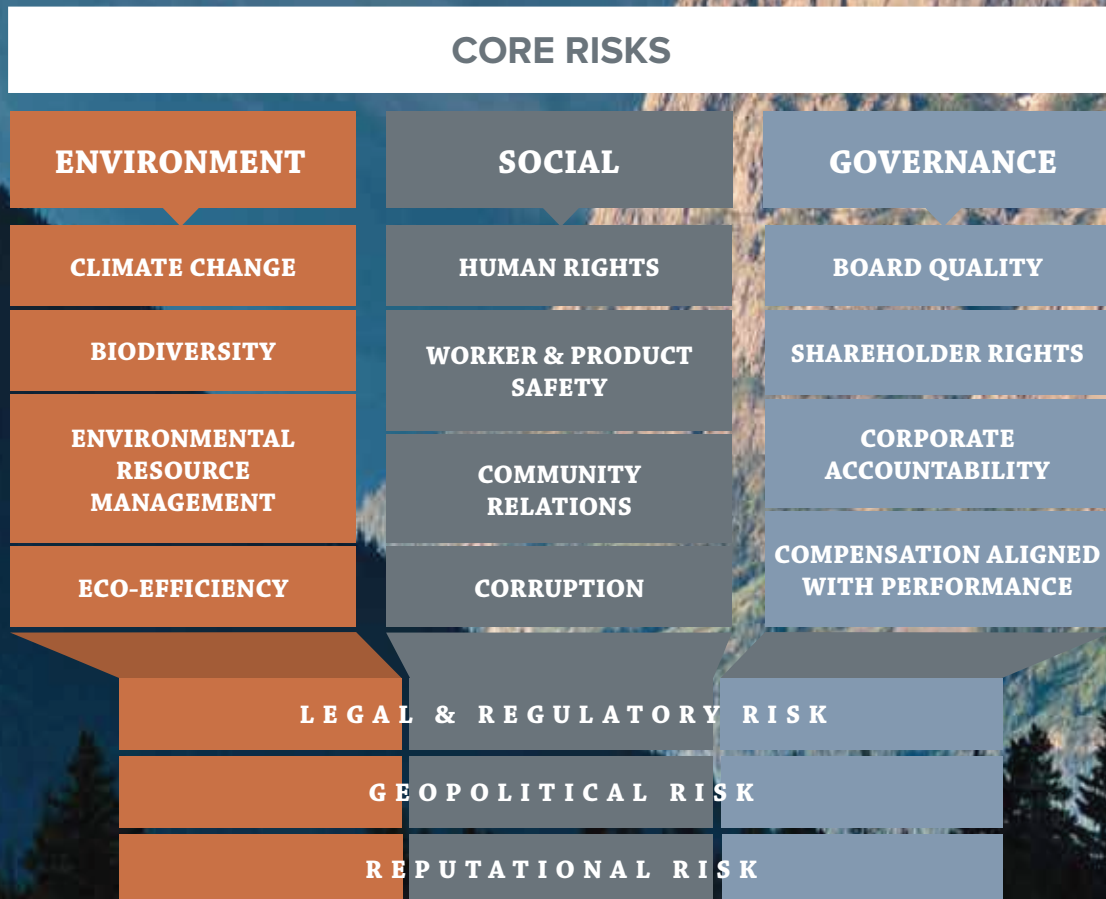 CORE RISKS
ENVIRONMENT
CLIMATE CHANGE
BIODIVERSITY
ENVIRONMENTAL
RESOURCE
MANAGEMENT
ECO-EFFICIENCY
SOCIAL
HUMAN RIGHTS
WORKER & PRODUCT
SAFETY
COMMUNITY
RELATIONS
CORRUPTION
GOVERNANCE
BOARD QUALITY
SHAREHOLDER RIGHTS
CORPORATE
ACCOUNTABILITY
COMPENSATION ALIGNED
WITH PERFORMANCE
LEGAL & REGULATORY RISK
GEOPOLITICAL RISK
REPUTATIONAL RISK